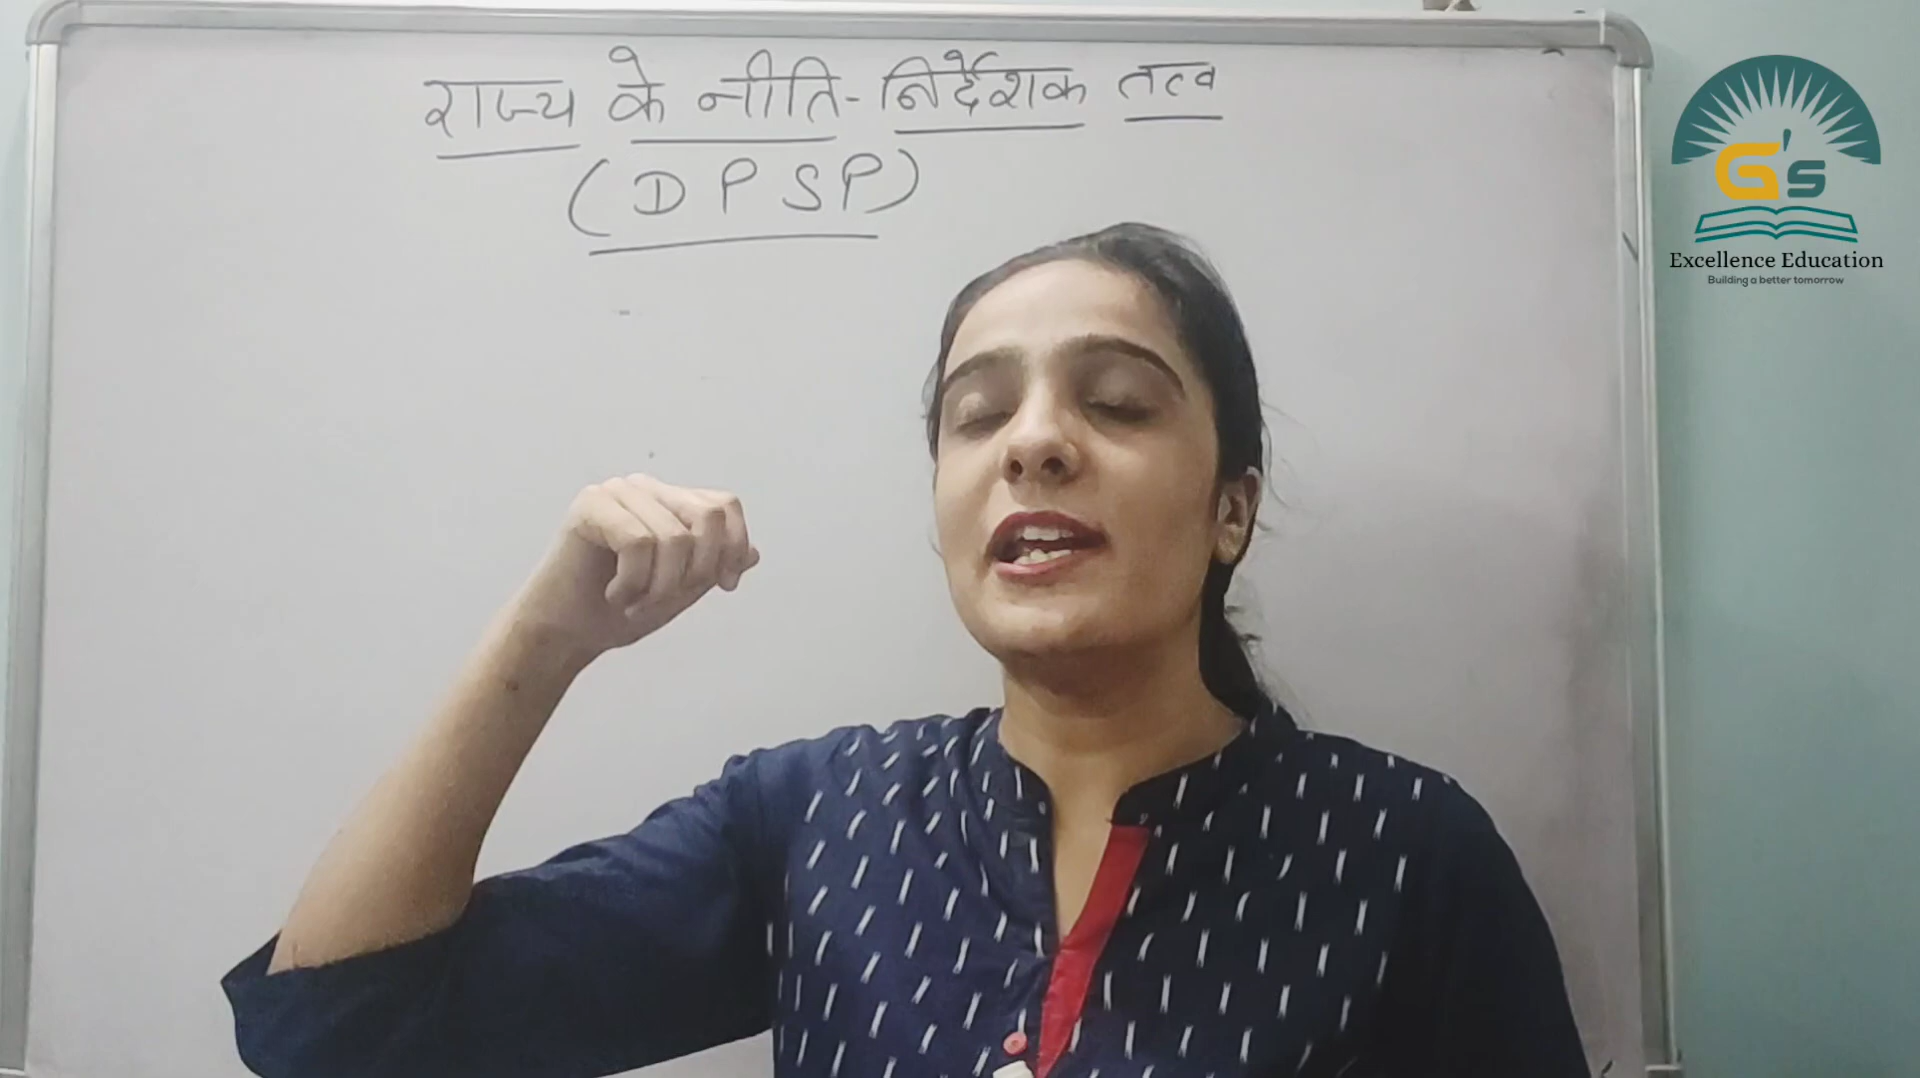 राज्य के नीति-निर्देशक तत्व
(DPSP)
G's
Excellence Education
Building a better tomorrow